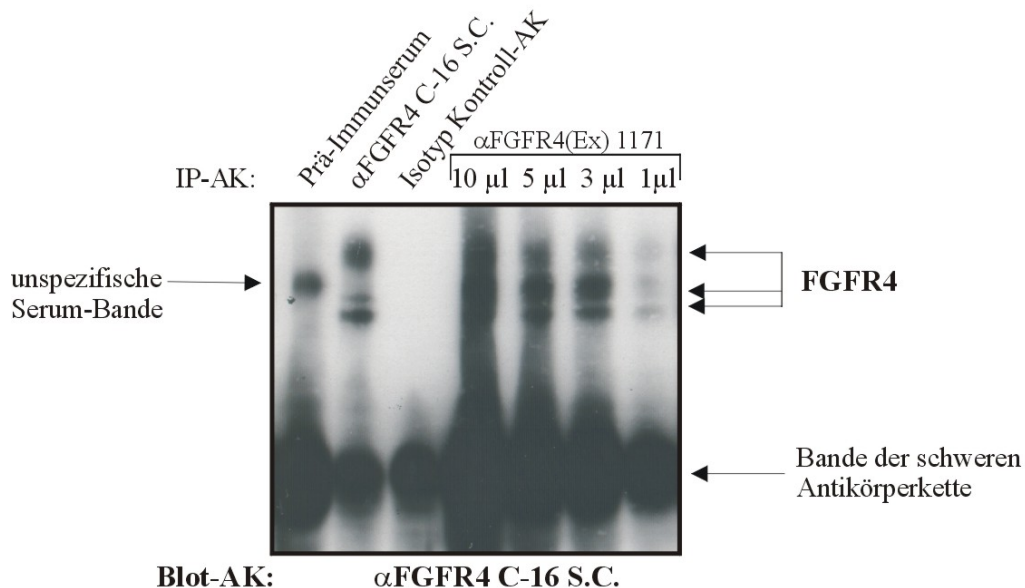 Prä-Immunserum
αFGFR4 C-16 S.C.
Isotyp Kontroll-AK
αFGFR4(Ex) 1171
IP-AK:
10 µl 5 µl 3 µl 1µl
unspezifische
Serum-Bande
FGFR4
Bande der schweren
Antikörperkette
Blot-AK: αFGFR4 C-16 S.C.